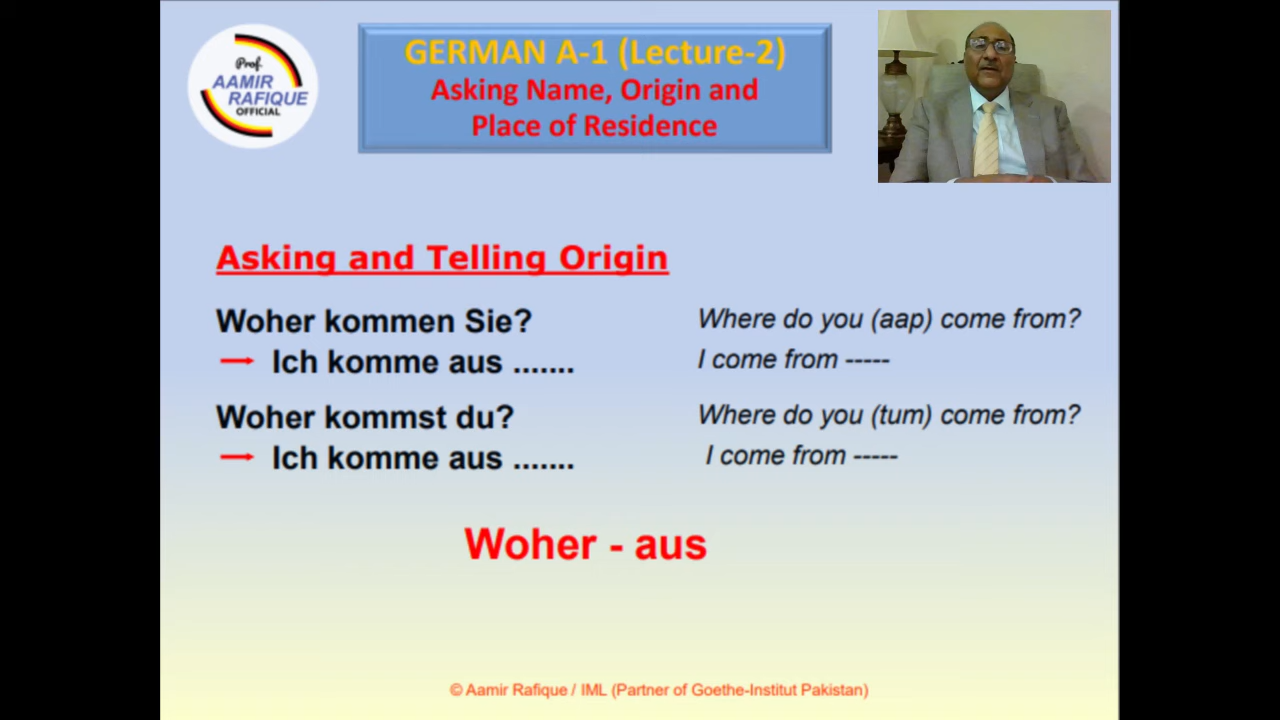 Prof.
AAMIR
RAFIQUE
OFFICIAL
GERMAN A-1 (Lecture-2)
Asking Name, Origin and
Place of Residence
Asking and Telling Origin
Woher kommen Sie? Where do you (aap) come from?
→ Ich komme aus ....... I come from -----
Woher kommst du? Where do you (tum) come from?
→ Ich komme aus ....... I come from -----
Woher - aus
© Aamir Rafique / IML (Partner of Goethe-Institut Pakistan)